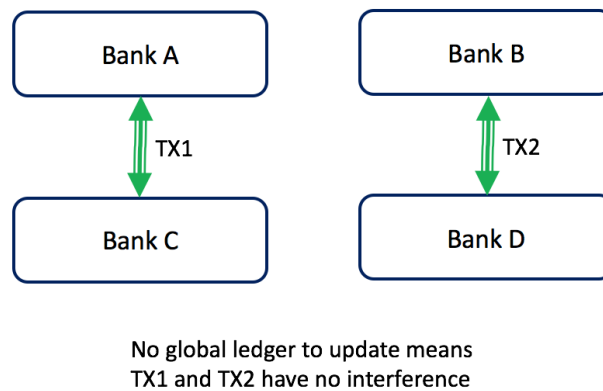 Bank A
Bank B
TX1
TX2
Bank C
Bank D
No global ledger to update means
TX1 and TX2 have no interference